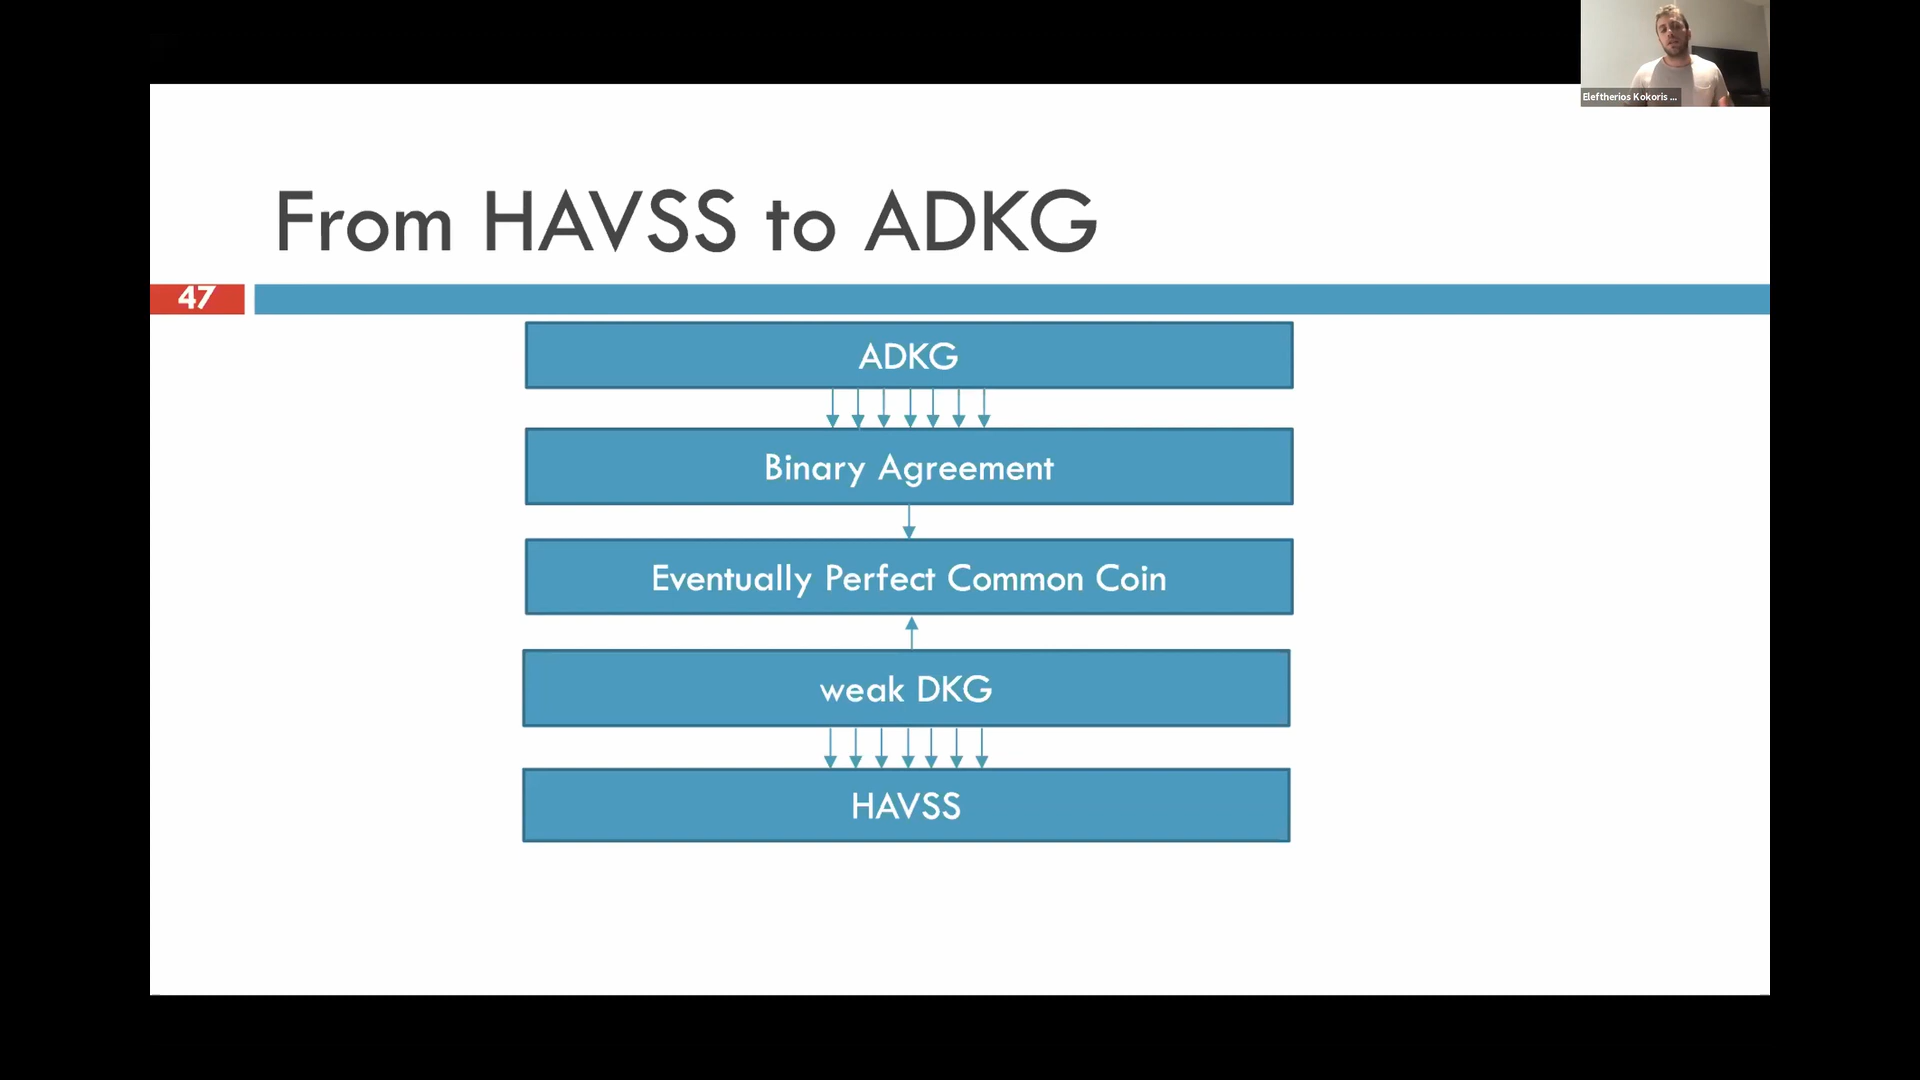 Eleftherios Kokoris ...
From HAVSS to ADKG
47
ADKG
Binary Agreement
Eventually Perfect Common Coin
weak DKG
HAVSS